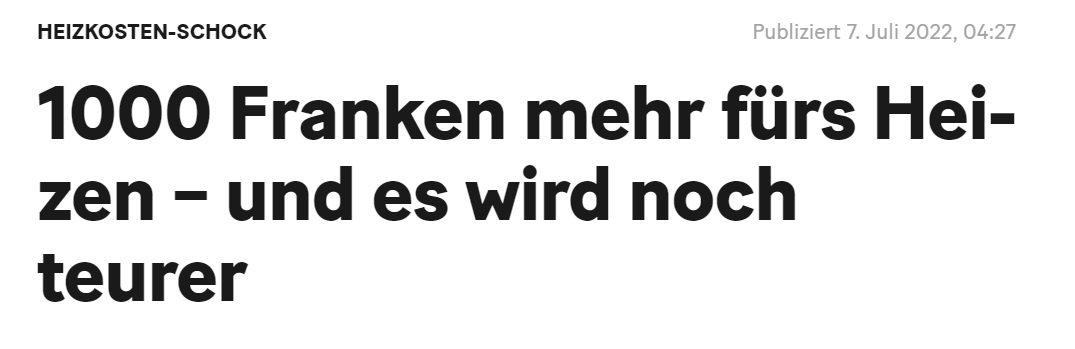 HEIZKOSTEN-SCHOCK
Publiziert 7. Juli 2022, 04:27
1000 Franken mehr fürs Hei-
zen – und es wird noch
teurer